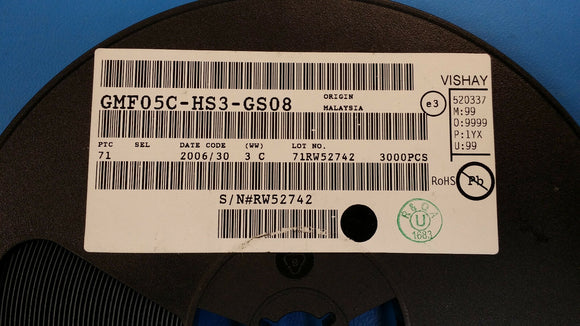 VISHAY
GMF05C-HS3-GS08
ORIGIN
MALAYSIA
e3
520337
M:99
O:9999
P:1YX
U:99
PTC SEL DATE CODE (WW) LOT NO.
71 2006/30 3 C 71RW52742 3000PCS
RoHS Pb
S/N#RW52742
U